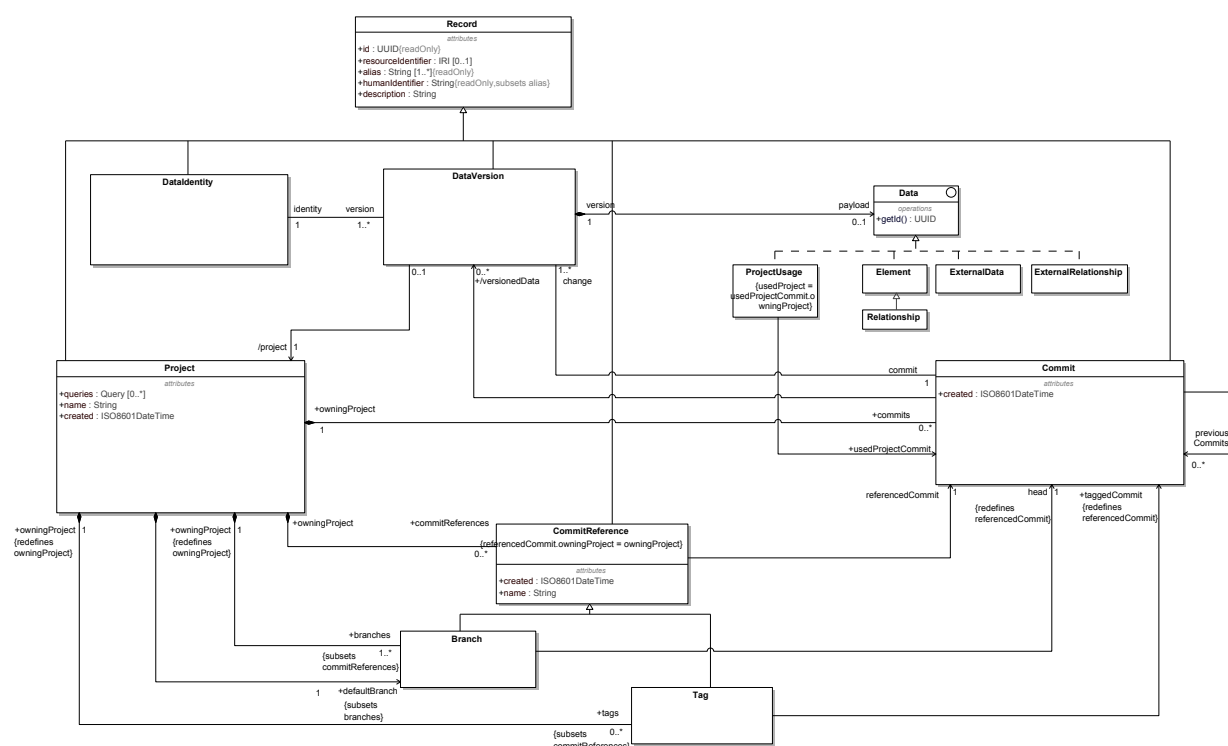 Record
attributes
+id : UUID{readOnly}
+resourceIdentifier : IRI [0..1]
+alias : String [1..*]{readOnly}
+humanIdentifier : String{readOnly,subsets alias}
+description : String
DataIdentity
identity
1
version
1..*
DataVersion
version
1
payload
0..1
Data
operations
+getId() : UUID
0..1
0..*
+/versionedData
1..*
change
ProjectUsage
{usedProject =
usedProjectCommit.o
wningProject}
Element
ExternalData
ExternalRelationship
Relationship
/project
1
Project
attributes
+queries : Query [0..*]
+name : String
+created : ISO8601DateTime
commit
1
Commit
attributes
+created : ISO8601DateTime
+owningProject
1
+commits
0..*
+usedProjectCommit
previous
Commits
0..*
referencedCommit
1
head
1
{redefines
referencedCommit}
+taggedCommit
1
{redefines
referencedCommit}
+owningProject
1
{redefines
owningProject}
+owningProject
1
{redefines
owningProject}
+owningProject
+commitReferences
0..*
CommitReference
{referencedCommit.owningProject = owningProject}
attributes
+created : ISO8601DateTime
+name : String
+branches
1..*
{subsets
commitReferences}
Branch
1
+defaultBranch
{subsets
branches}
+tags
0..*
{subsets
commitReferences}
Tag